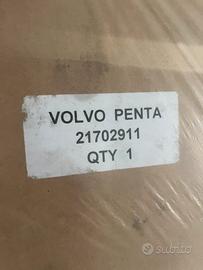 VOLVO PENTA
21702911
QTY 1
subito